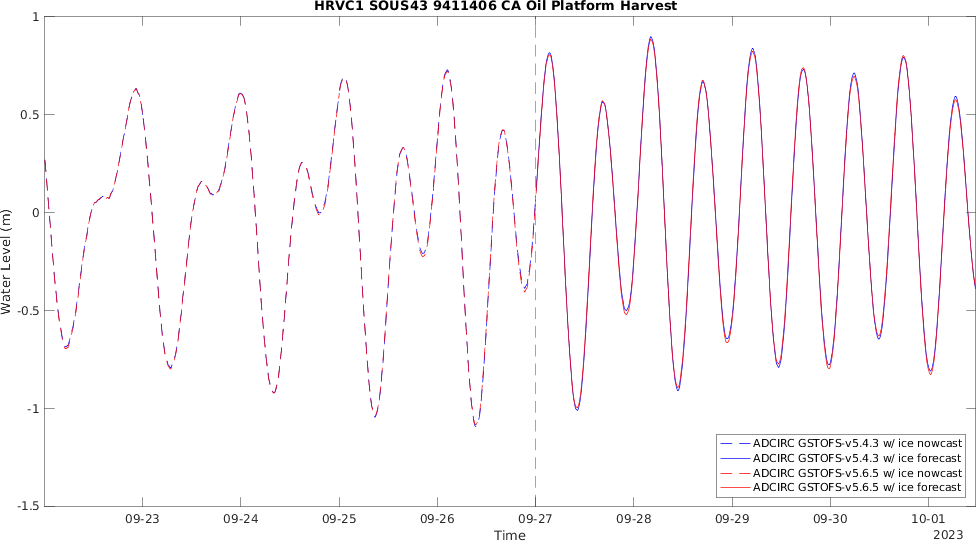 HRVC1 SOUS43 9411406 CA Oil Platform Harvest
1
0.5
0
-0.5
-1
-1.5
Water Level (m)
ADCIRC GSTOFS-v5.4.3 w/ ice nowcast
ADCIRC GSTOFS-v5.4.3 w/ ice forecast
ADCIRC GSTOFS-v5.6.5 w/ ice nowcast
ADCIRC GSTOFS-v5.6.5 w/ ice forecast
09-23 09-24 09-25 09-26 09-27 09-28 09-29 09-30 10-01
Time
2023